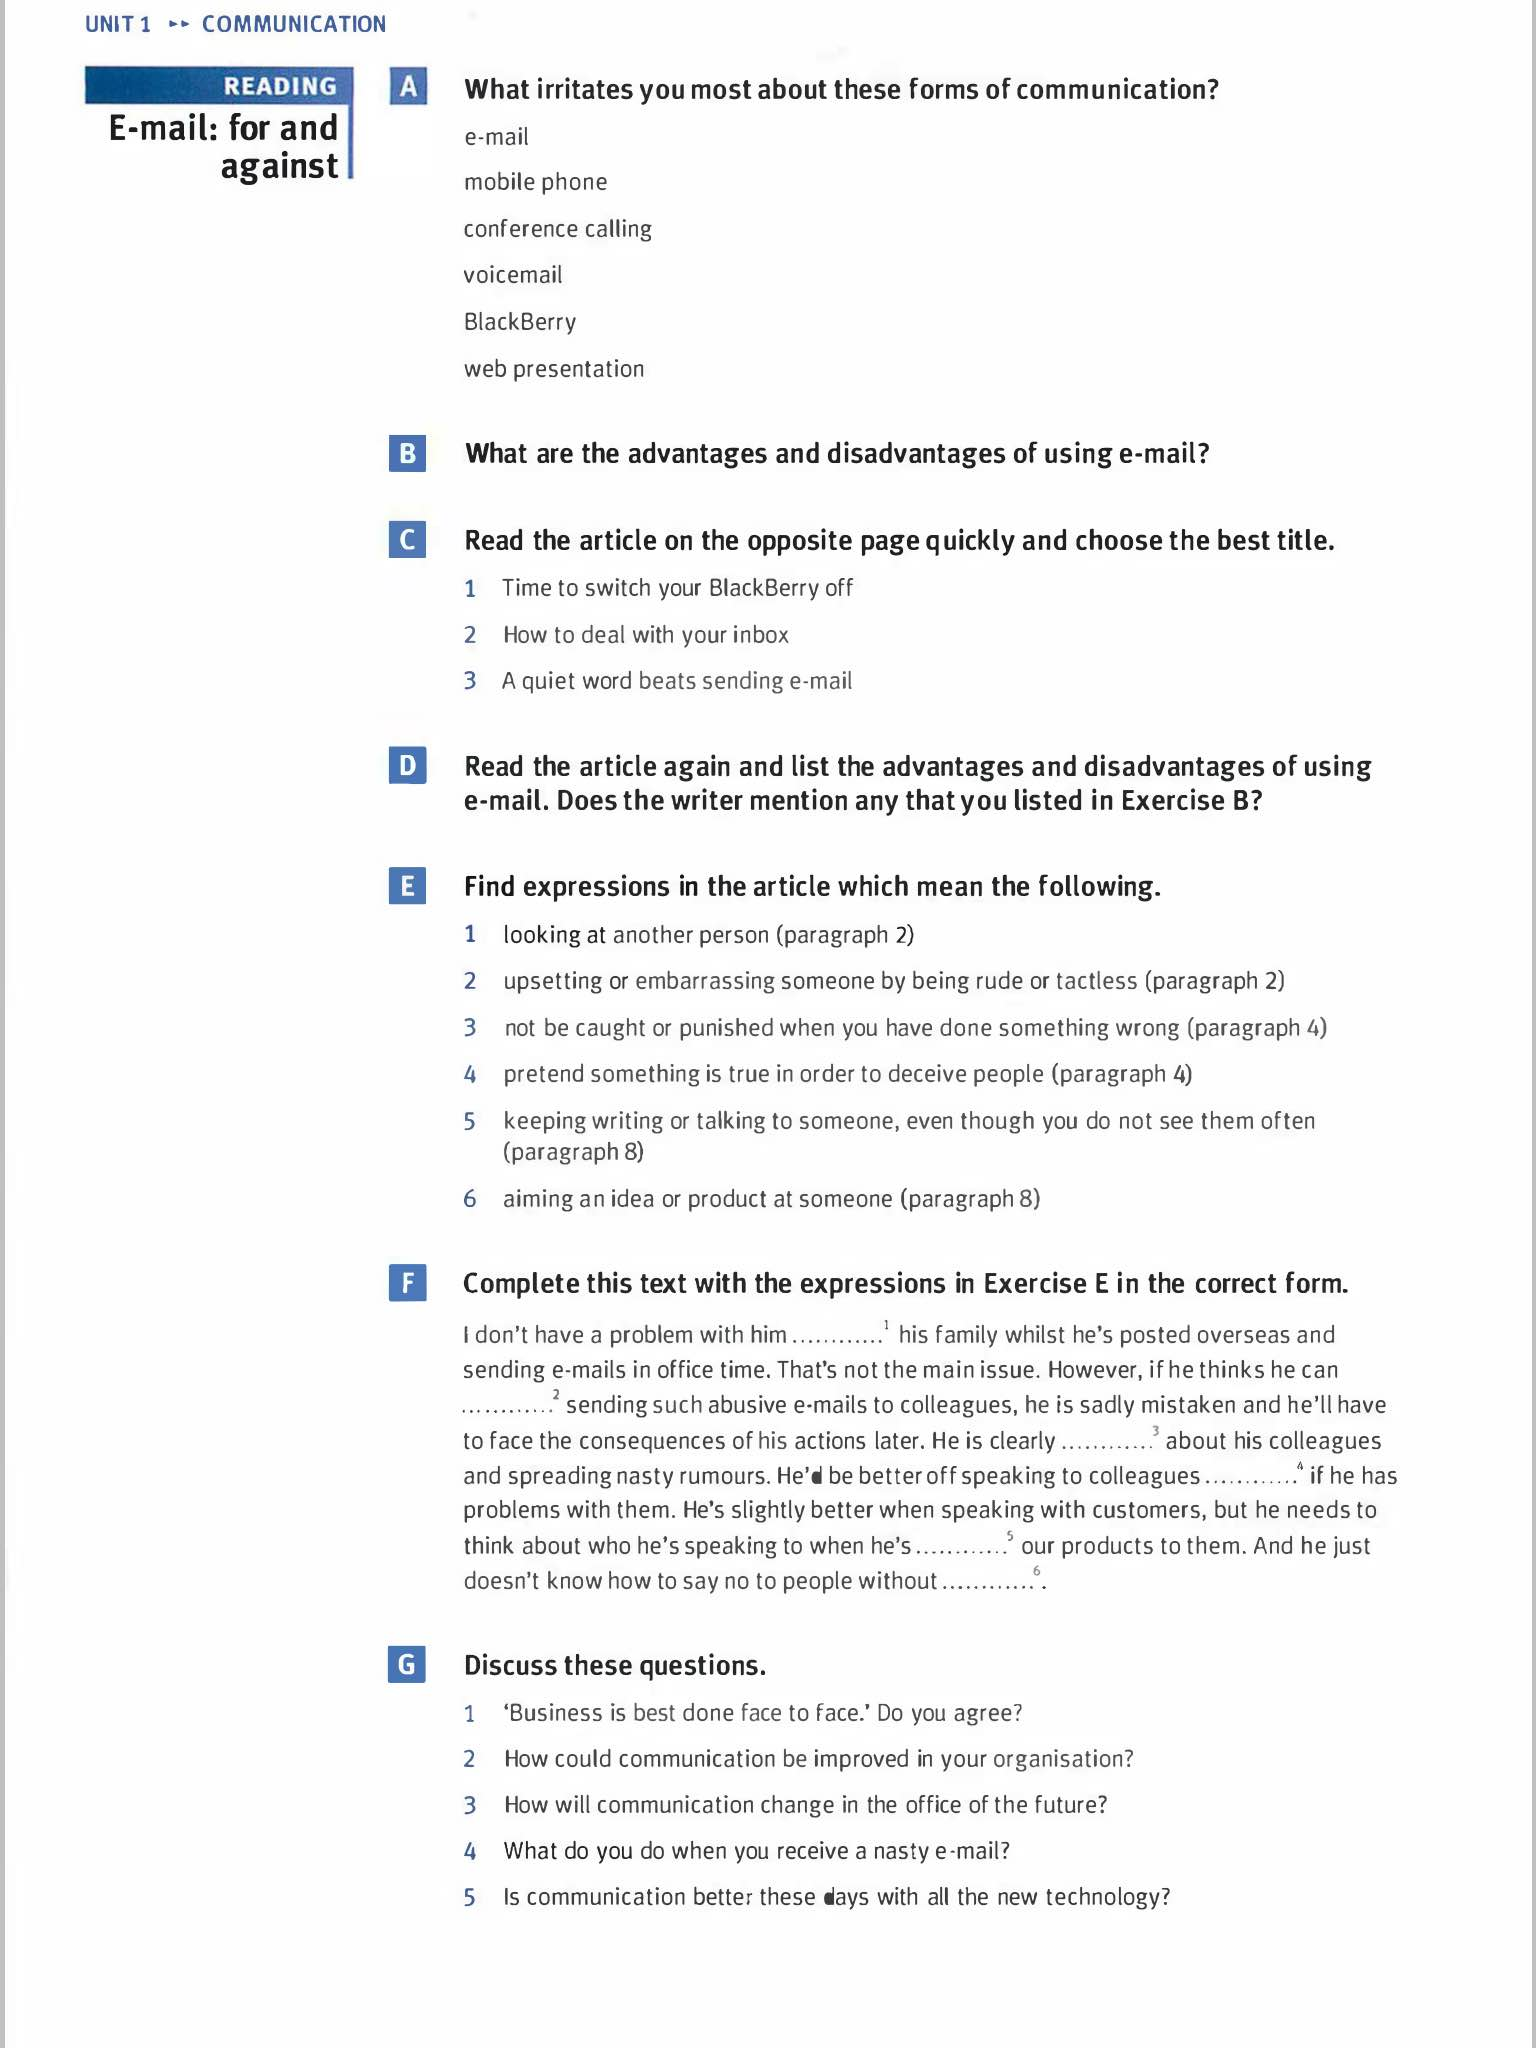 UNIT 1 ►► COMMUNICATION
READING
E-mail: for and
against
A What irritates you most about these forms of communication?
e-mail
mobile phone
conference calling
voicemail
BlackBerry
web presentation
B What are the advantages and disadvantages of using e-mail?
C Read the article on the opposite page quickly and choose the best title.
1 Time to switch your BlackBerry off
2 How to deal with your inbox
3 A quiet word beats sending e-mail
D Read the article again and list the advantages and disadvantages of using
e-mail. Does the writer mention any that you listed in Exercise B?
E Find expressions in the article which mean the following.
1 looking at another person (paragraph 2)
2 upsetting or embarrassing someone by being rude or tactless (paragraph 2)
3 not be caught or punished when you have done something wrong (paragraph 4)
4 pretend something is true in order to deceive people (paragraph 4)
5 keeping writing or talking to someone, even though you do not see them often
(paragraph 8)
6 aiming an idea or product at someone (paragraph 8)
F Complete this text with the expressions in Exercise E in the correct form.
I don't have a problem with him ............1 his family whilst he's posted overseas and
sending e-mails in office time. That's not the main issue. However, if he thinks he can
............2 sending such abusive e-mails to colleagues, he is sadly mistaken and he'll have
to face the consequences of his actions later. He is clearly ............3 about his colleagues
and spreading nasty rumours. He'd be better off speaking to colleagues ............4 if he has
problems with them. He's slightly better when speaking with customers, but he needs to
think about who he's speaking to when he's ............5 our products to them. And he just
doesn't know how to say no to people without ............6.
G Discuss these questions.
1 'Business is best done face to face.' Do you agree?
2 How could communication be improved in your organisation?
3 How will communication change in the office of the future?
4 What do you do when you receive a nasty e-mail?
5 Is communication better these days with all the new technology?